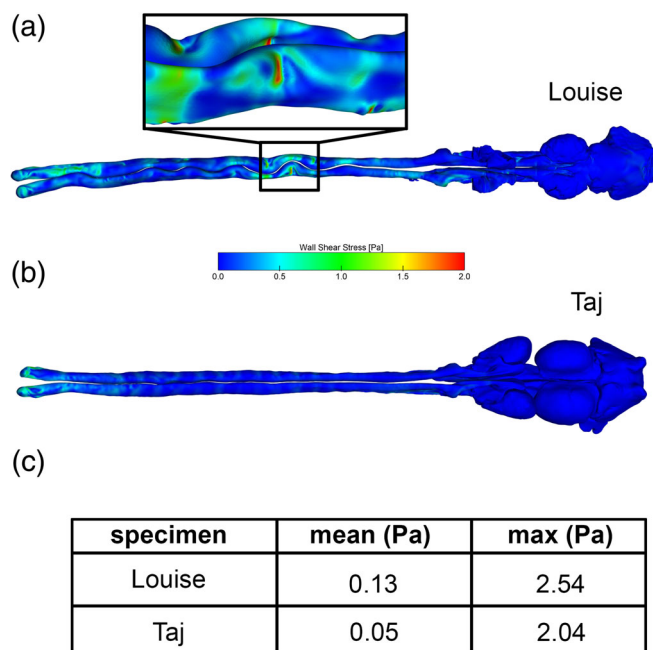 (a)
Louise
Wall Shear Stress [Pa]
0.0 0.5 1.0 1.5 2.0
(b)
Taj
(c)
specimen mean (Pa) max (Pa)
Louise 0.13 2.54
Taj 0.05 2.04